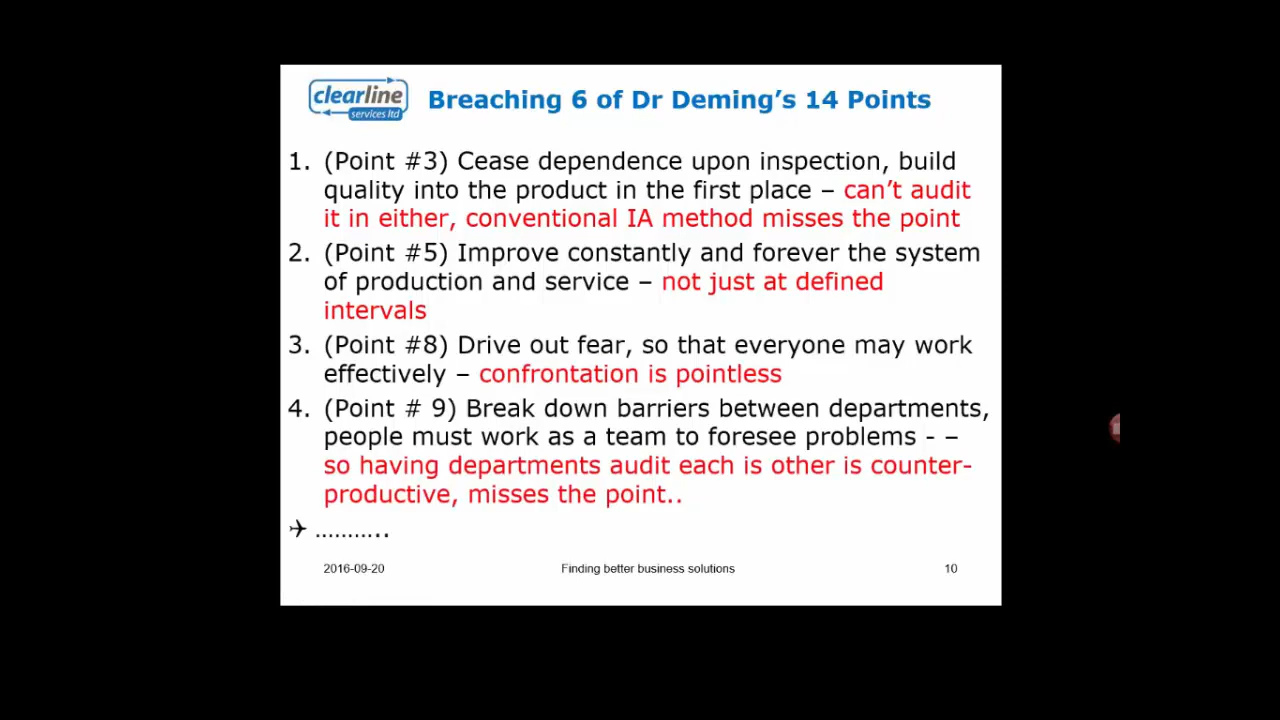 clearline
services ltd
Breaching 6 of Dr Deming's 14 Points
1. (Point #3) Cease dependence upon inspection, build
quality into the product in the first place – can't audit
it in either, conventional IA method misses the point
2. (Point #5) Improve constantly and forever the system
of production and service – not just at defined
intervals
3. (Point #8) Drive out fear, so that everyone may work
effectively – confrontation is pointless
4. (Point # 9) Break down barriers between departments,
people must work as a team to foresee problems - –
so having departments audit each is other is counter-
productive, misses the point..
✈ ………..
2016-09-20 Finding better business solutions 10